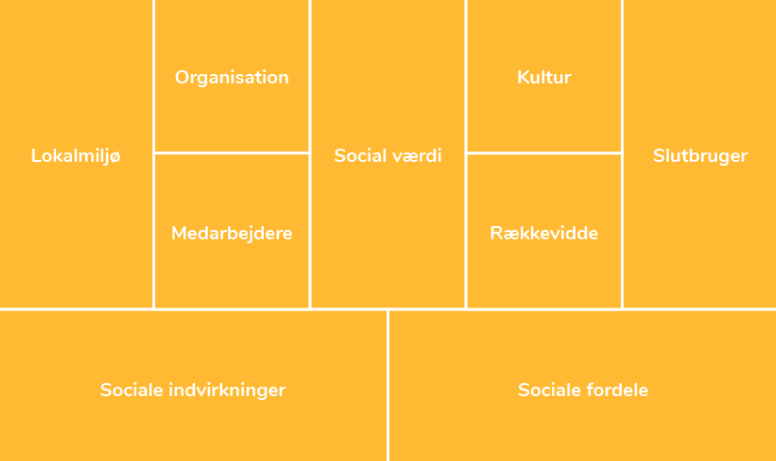 Organisation
Kultur
Lokalmiljø
Social værdi
Slutbruger
Medarbejdere
Rækkevidde
Sociale indvirkninger
Sociale fordele